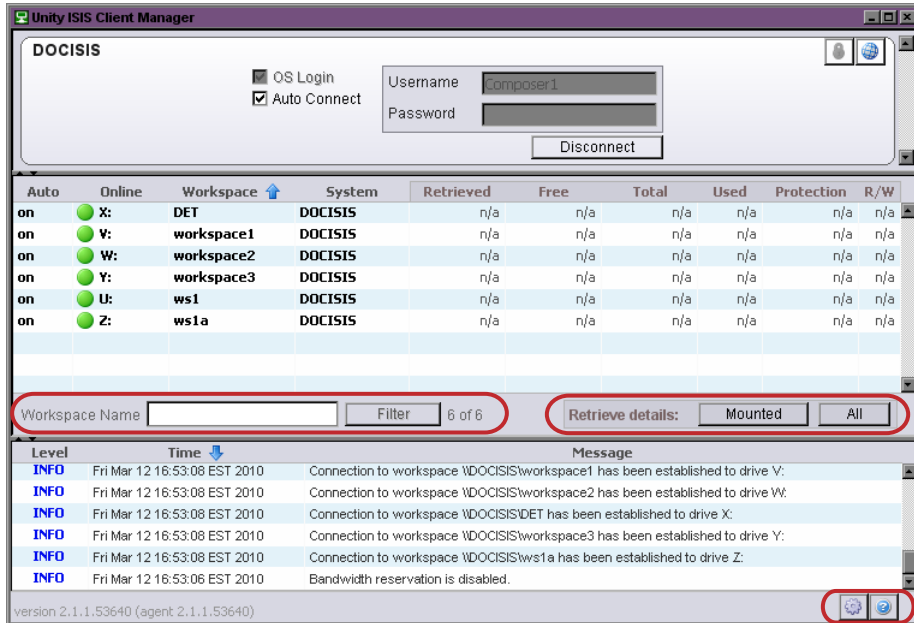 Unity ISIS Client Manager
DOCISIS
OS Login
Auto Connect
Username Composer1
Password
Disconnect
Auto Online Workspace System Retrieved Free Total Used Protection R/W
on X: DET DOCISIS n/a n/a n/a n/a n/a n/a
on V: workspace1 DOCISIS n/a n/a n/a n/a n/a n/a
on W: workspace2 DOCISIS n/a n/a n/a n/a n/a n/a
on Y: workspace3 DOCISIS n/a n/a n/a n/a n/a n/a
on U: ws1 DOCISIS n/a n/a n/a n/a n/a n/a
on Z: ws1a DOCISIS n/a n/a n/a n/a n/a n/a
Workspace Name Filter 6 of 6 Retrieve details: Mounted All
Level Time Message
INFO Fri Mar 12 16:53:08 EST 2010 Connection to workspace \\DOCISIS\workspace1 has been established to drive V:
INFO Fri Mar 12 16:53:08 EST 2010 Connection to workspace \\DOCISIS\workspace2 has been established to drive W:
INFO Fri Mar 12 16:53:08 EST 2010 Connection to workspace \\DOCISIS\DET has been established to drive X:
INFO Fri Mar 12 16:53:08 EST 2010 Connection to workspace \\DOCISIS\workspace3 has been established to drive Y:
INFO Fri Mar 12 16:53:08 EST 2010 Connection to workspace \\DOCISIS\ws1a has been established to drive Z:
INFO Fri Mar 12 16:53:06 EST 2010 Bandwidth reservation is disabled.
version 2.1.1.53640 (agent 2.1.1.53640)